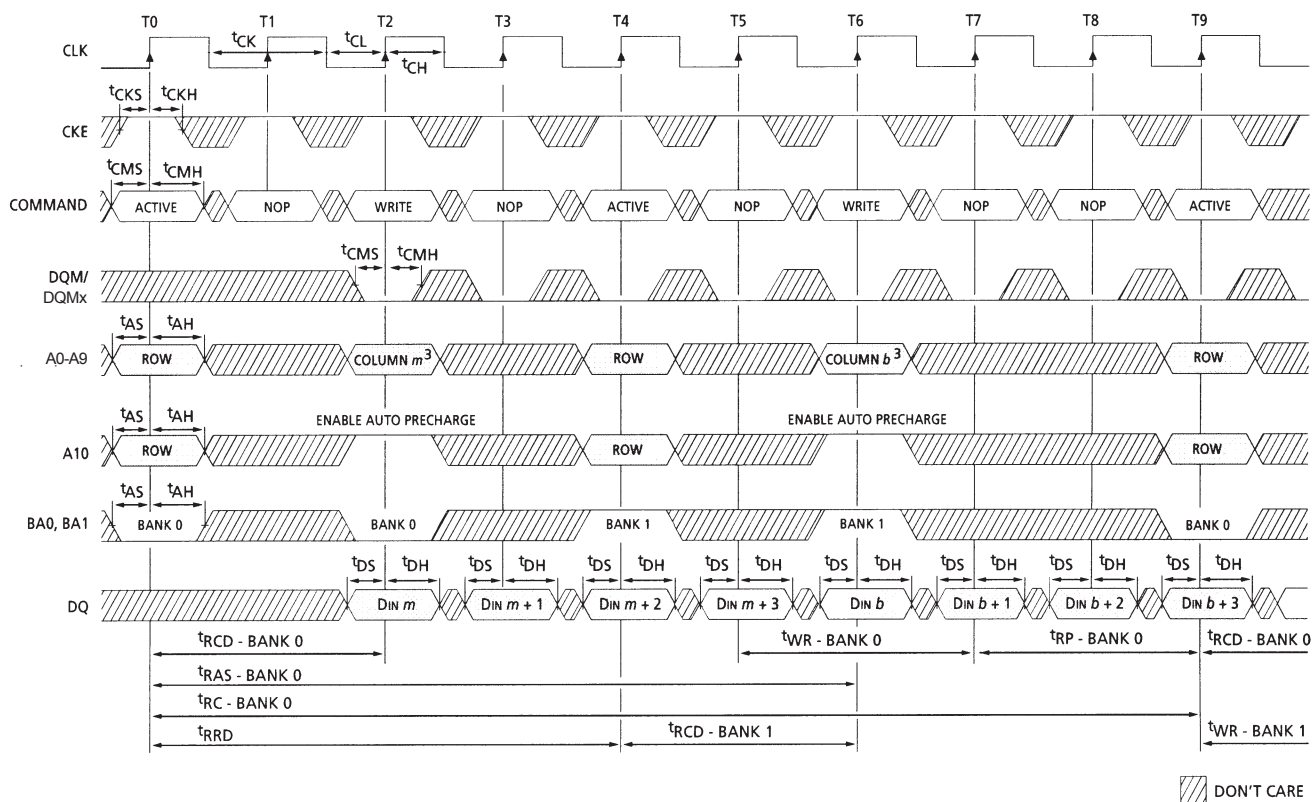 T0 T1 T2 T3 T4 T5 T6 T7 T8 T9
CLK
tCK tCL
tCH
tCKS tCKH
CKE
tCMS tCMH
COMMAND ACTIVE NOP WRITE NOP ACTIVE NOP WRITE NOP NOP ACTIVE
tCMS tCMH
DQM/
DQMx
tAS tAH
A0-A9 ROW COLUMN m3 ROW COLUMN b3 ROW
ENABLE AUTO PRECHARGE ENABLE AUTO PRECHARGE
tAS tAH
A10 ROW ROW ROW
tAS tAH
BA0, BA1 BANK 0 BANK 0 BANK 1 BANK 1 BANK 0
tDS tDH tDS tDH tDS tDH tDS tDH tDS tDH tDS tDH tDS tDH tDS tDH
DQ DIN m DIN m + 1 DIN m + 2 DIN m + 3 DIN b DIN b + 1 DIN b + 2 DIN b + 3
tRCD - BANK 0 tWR - BANK 0 tRP - BANK 0 tRCD - BANK 0
tRAS - BANK 0
tRC - BANK 0
tRRD tRCD - BANK 1 tWR - BANK 1
DON'T CARE